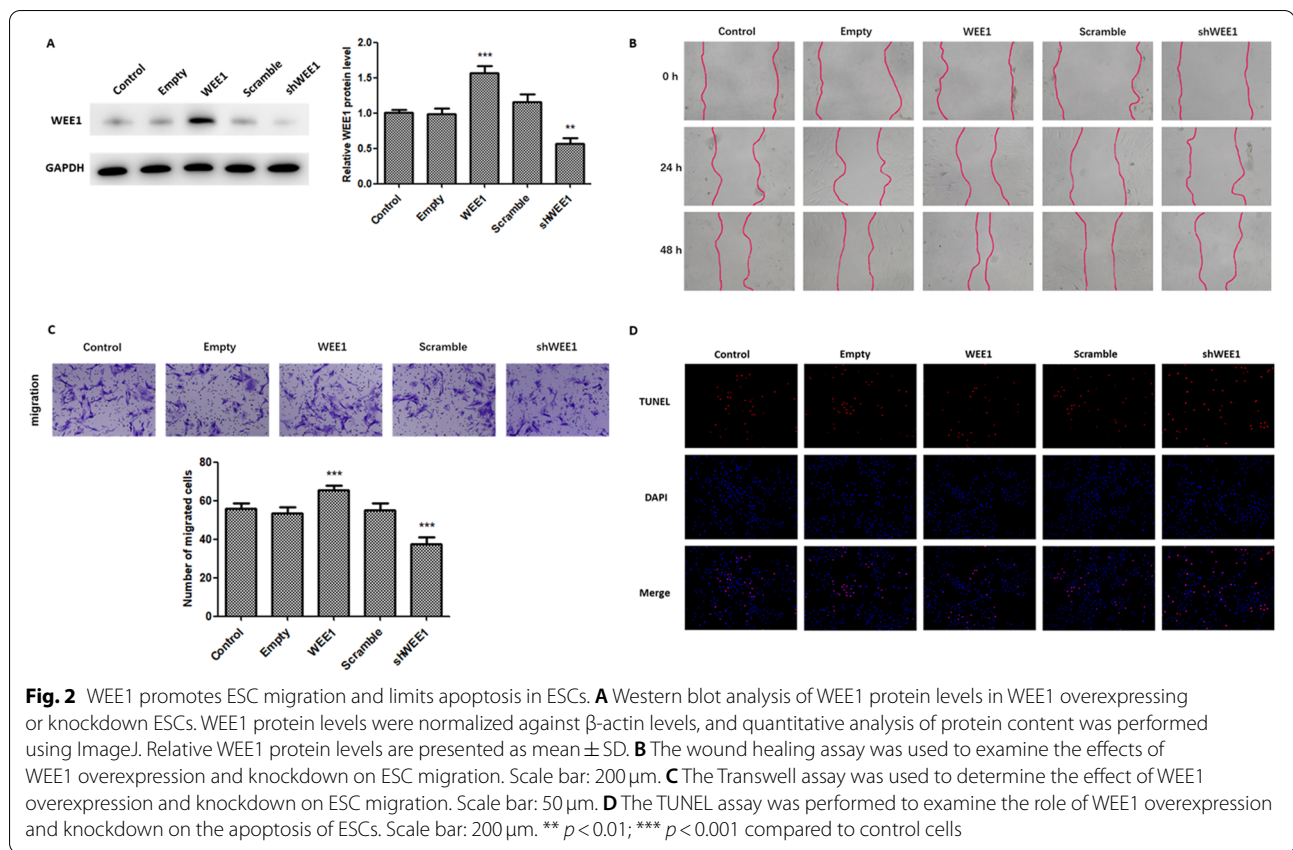 A
Control
Empty
WEE1
Scramble
shWEE1
WEE1
GAPDH
Relative WEE1 protein level
2.0
1.5
1.0
0.5
0.0
***
**
Control
Empty
WEE1
Scramble
shWEE1
B
Control Empty WEE1 Scramble shWEE1
0 h
24 h
48 h
C
Control Empty WEE1 Scramble shWEE1
migration
Number of migrated cells
80
60
40
20
0
***
***
Control
Empty
WEE1
Scramble
shWEE1
D
Control Empty WEE1 Scramble shWEE1
TUNEL
DAPI
Merge
Fig. 2 WEE1 promotes ESC migration and limits apoptosis in ESCs. A Western blot analysis of WEE1 protein levels in WEE1 overexpressing
or knockdown ESCs. WEE1 protein levels were normalized against β-actin levels, and quantitative analysis of protein content was performed
using ImageJ. Relative WEE1 protein levels are presented as mean ± SD. B The wound healing assay was used to examine the effects of
WEE1 overexpression and knockdown on ESC migration. Scale bar: 200 μm. C The Transwell assay was used to determine the effect of WEE1
overexpression and knockdown on ESC migration. Scale bar: 50 μm. D The TUNEL assay was performed to examine the role of WEE1 overexpression
and knockdown on the apoptosis of ESCs. Scale bar: 200 μm. ** p < 0.01; *** p < 0.001 compared to control cells